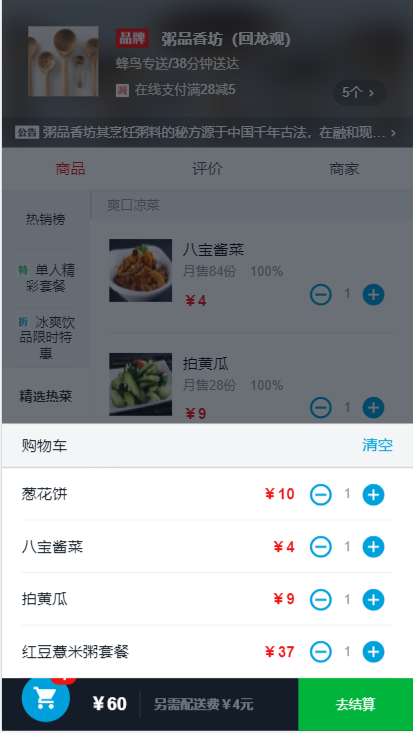 品牌 粥品香坊（回龙观）
蜂鸟专送/38分钟送达
减 在线支付满28减5
5个 >
公告 粥品香坊其烹饪粥料的秘方源于中国千年古法，在融和现... >
商品 评价 商家
热销榜
特 单人精
彩套餐
折 冰爽饮
品限时特
惠
精选热菜
爽口凉菜
八宝酱菜
月售84份 100%
￥4
1
拍黄瓜
月售28份 100%
￥9
1
购物车 清空
葱花饼 ￥10 1
八宝酱菜 ￥4 1
拍黄瓜 ￥9 1
红豆薏米粥套餐 ￥37 1
￥60 另需配送费￥4元 去结算